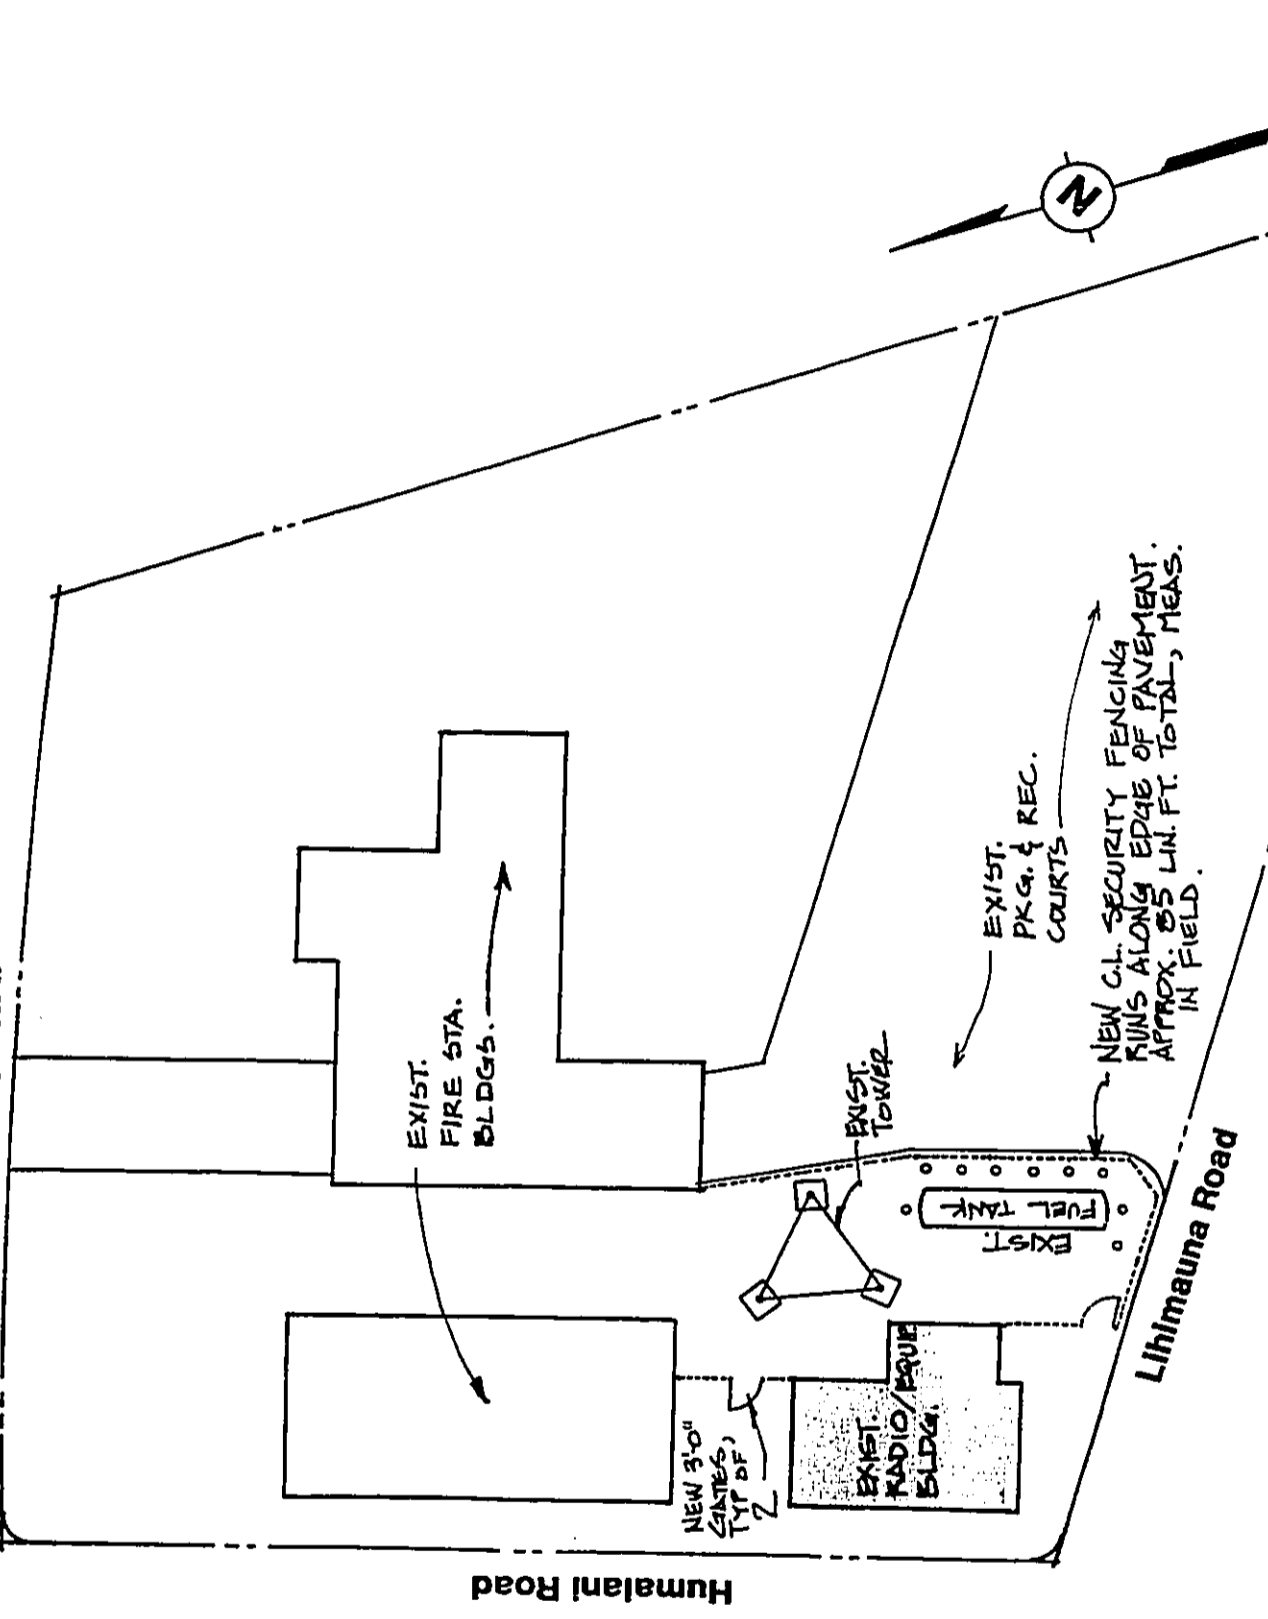 N
EXIST.
FIRE STA.
BLDGS.
EXIST.
PKG. & REC.
COURTS
NEW C.L. SECURITY FENCING
RUNS ALONG EDGE OF PAVEMENT.
APPROX. 85 LIN. FT. TOTAL, MEAS.
IN FIELD.
EXIST.
TOWER
EXIST.
FUEL TANK
NEW 3'0"
GATES,
TYP OF
2
EXIST.
RADIO/EQUIP.
BLDG.
Humalani Road
Lihimauna Road